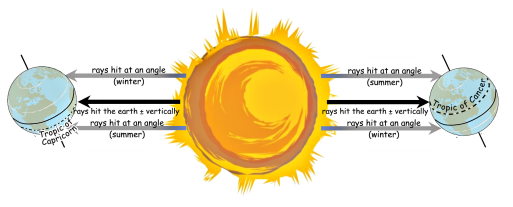 rays hit at an angle
(winter)
rays hit the earth ± vertically
rays hit at an angle
(summer)
Tropic of
Capricorn
rays hit at an angle
(summer)
rays hit the earth ± vertically
rays hit at an angle
(winter)
Tropic of Cancer